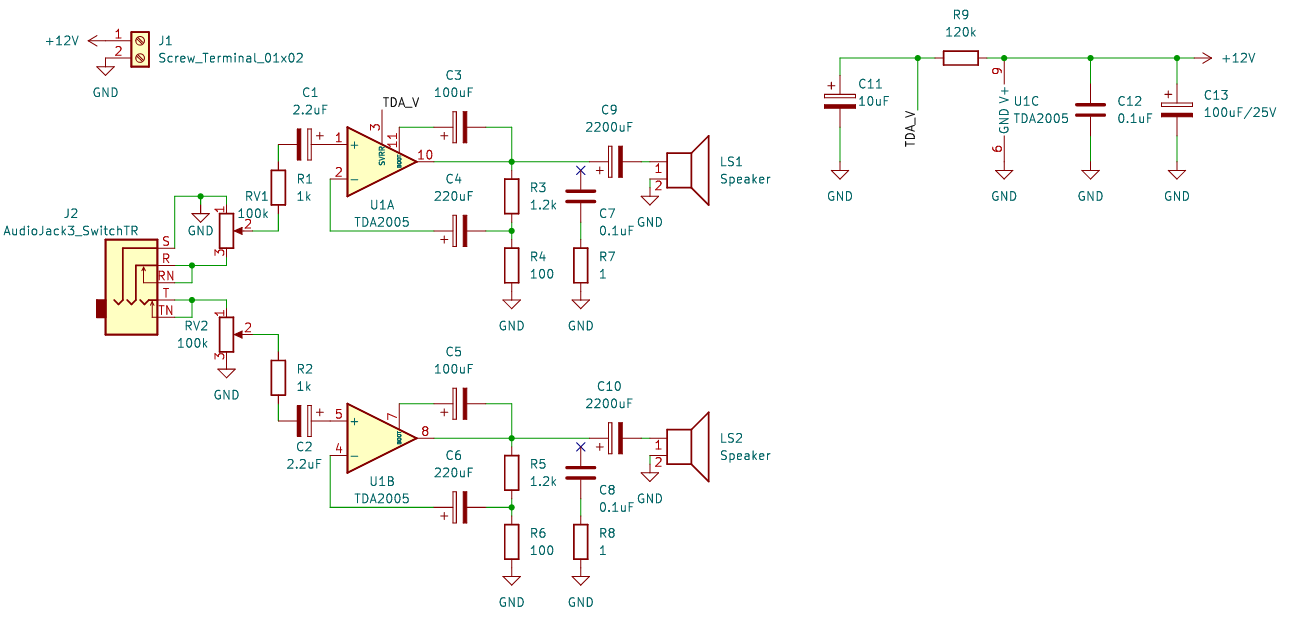 +12V
1
2
J1
Screw_Terminal_01x02
GND
C1
2.2uF
TDA_V
C3
100uF
3
11
SVRR
BOOT
1
+
2
-
10
U1A
TDA2005
C4
220uF
C9
2200uF
1
2
LS1
Speaker
GND
R1
1k
RV1
100k
1
2
3
GND
J2
AudioJack3_SwitchTR
S
R
RN
T
TN
R3
1.2k
R4
100
GND
C7
0.1uF
R7
1
GND
RV2
100k
1
2
3
GND
R2
1k
C2
2.2uF
C5
100uF
7
BOOT
5
+
4
-
8
U1B
TDA2005
C6
220uF
C10
2200uF
1
2
LS2
Speaker
GND
R5
1.2k
R6
100
GND
C8
0.1uF
R8
1
GND
R9
120k
+12V
C11
10uF
GND
TDA_V
9
V+
GND
6
U1C
TDA2005
GND
C12
0.1uF
GND
C13
100uF/25V
GND